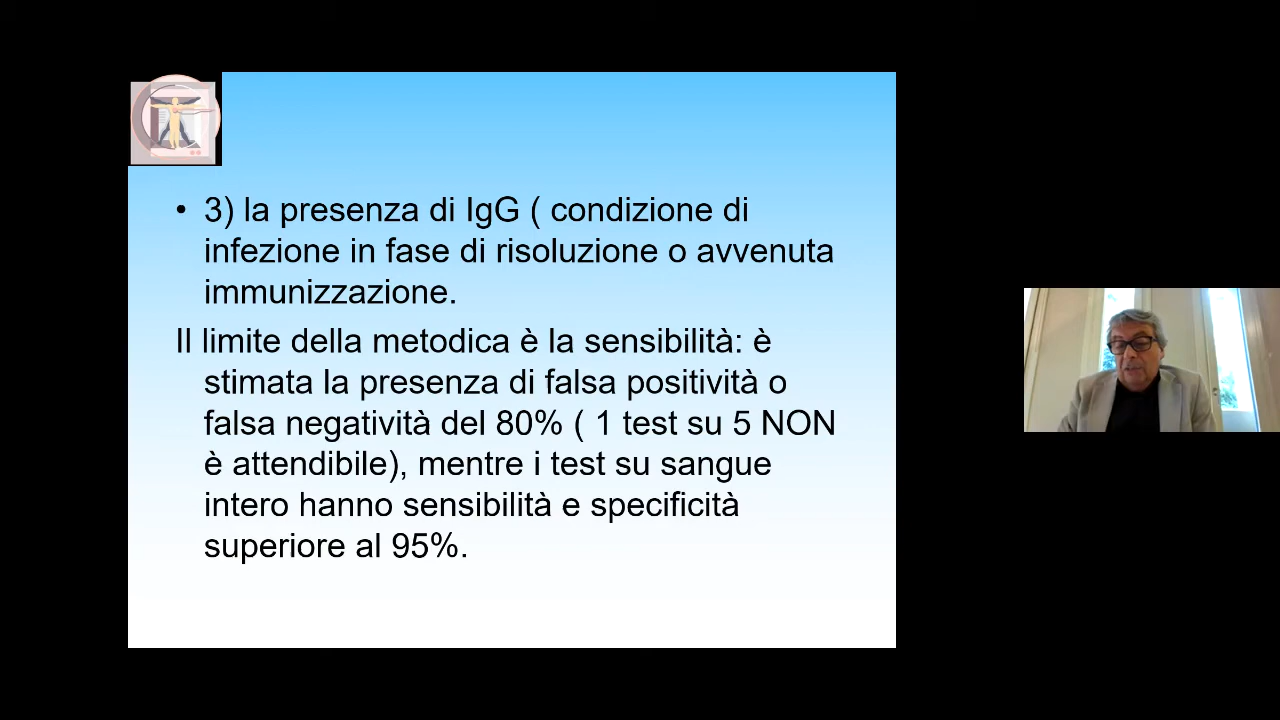 • 3) la presenza di IgG ( condizione di
infezione in fase di risoluzione o avvenuta
immunizzazione.
Il limite della metodica è la sensibilità: è
stimata la presenza di falsa positività o
falsa negatività del 80% ( 1 test su 5 NON
è attendibile), mentre i test su sangue
intero hanno sensibilità e specificità
superiore al 95%.